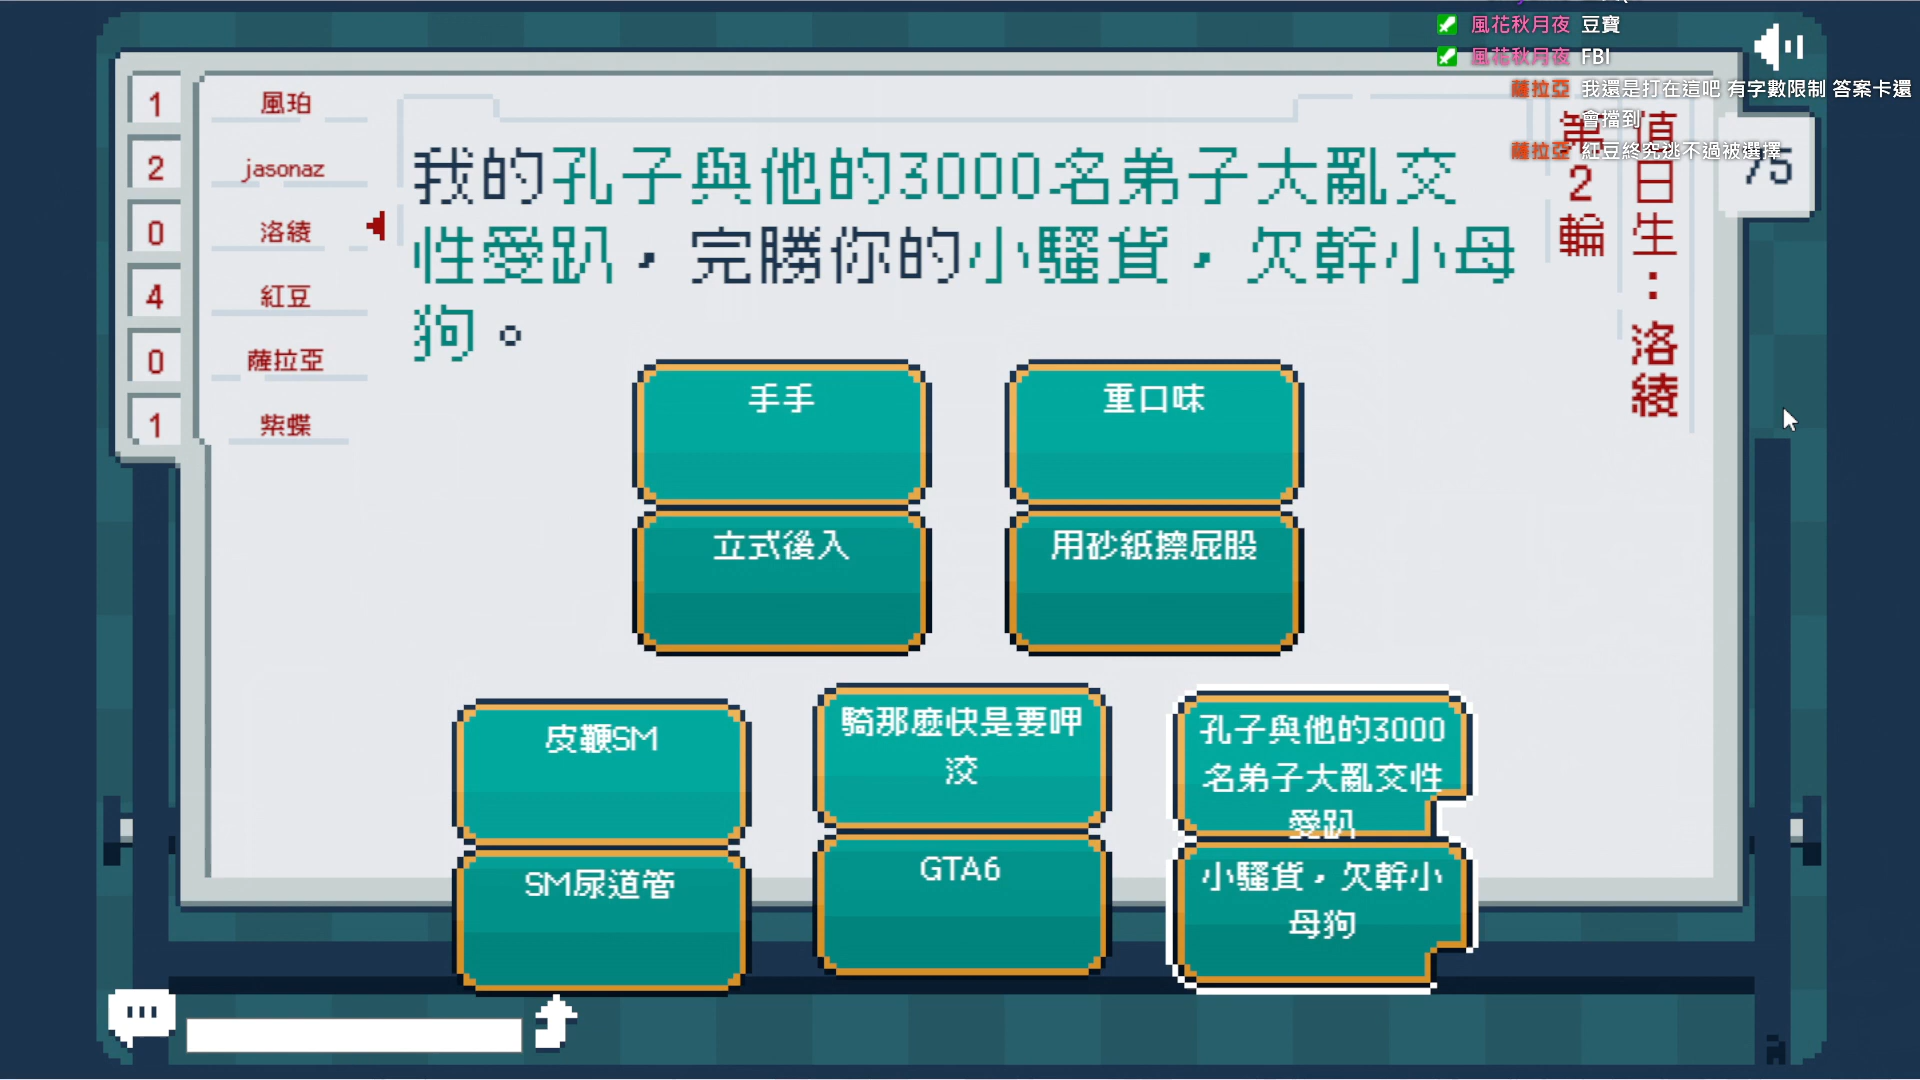 風花秋月夜 豆寶
風花秋月夜 FBI
薩拉亞 我還是打在這吧 有字數限制 答案卡還
會擋到
薩拉亞 紅豆終究逃不過被選擇
1 風珀
2 jasonaz
0 洛綾
4 紅豆
0 薩拉亞
1 紫蝶
我的孔子與他的3000名弟子大亂交
性愛趴，完勝你的小騷貨，欠幹小母
狗。
值日生：洛綾
第2輪
75
手手
立式後入
重口味
用砂紙擦屁股
皮鞭SM
SM尿道管
騎那麼快是要呷
洨
GTA6
孔子與他的3000
名弟子大亂交性
愛趴
小騷貨，欠幹小
母狗